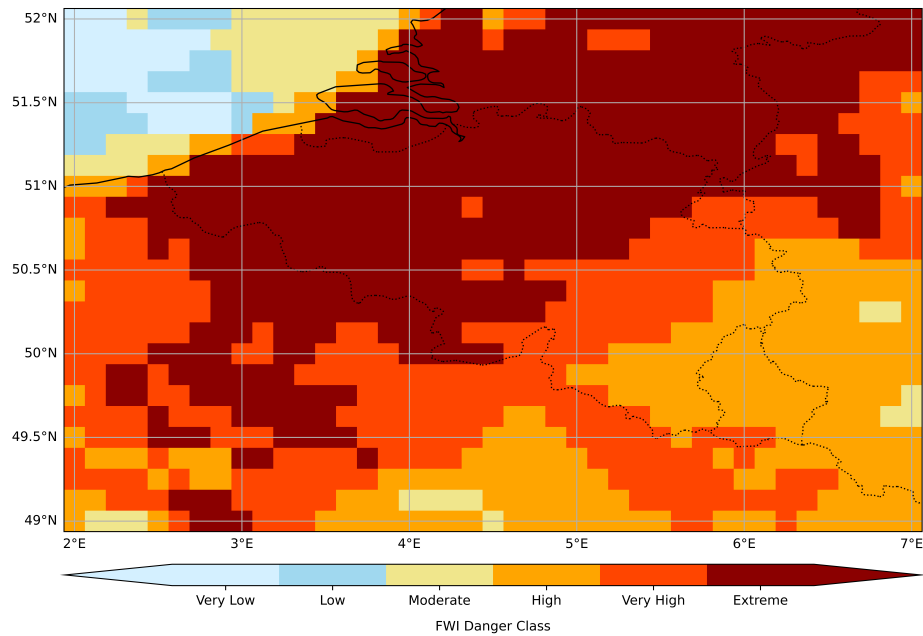 52°N
51.5°N
51°N
50.5°N
50°N
49.5°N
49°N
2°E 3°E 4°E 5°E 6°E 7°E
Very Low Low Moderate High Very High Extreme
FWI Danger Class